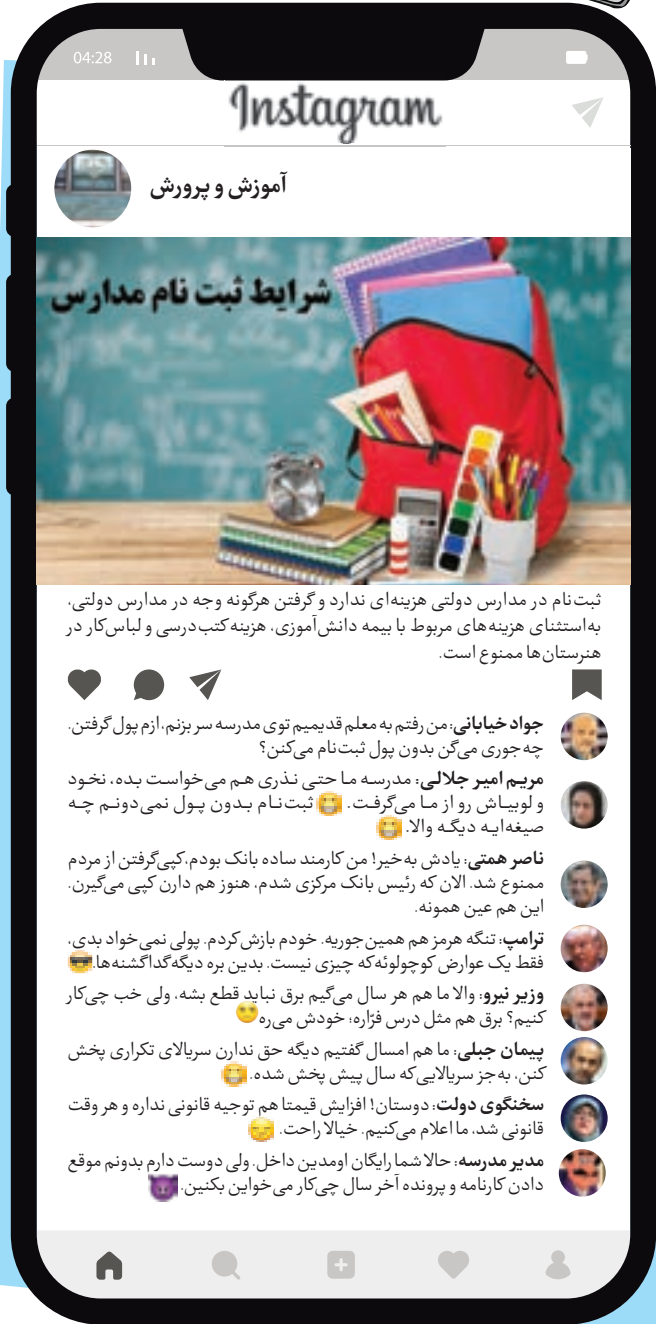 04:28
Instagram
آموزش و پرورش
شرایط ثبت نام مدارس
ثبت‌نام در مدارس دولتی هزینه‌ای ندارد و گرفتن هرگونه وجه در مدارس دولتی،
به‌استثنای هزینه‌های مربوط با بیمه دانش‌آموزی، هزینه کتب‌درسی و لباس‌کار در
هنرستان‌ها ممنوع است.
جواد خیابانی: من رفتم به معلم قدیمیم توی مدرسه سر بزنم، ازم پول گرفتن.
چه‌جوری می‌گن بدون پول ثبت‌نام می‌کنن؟
مریم امیر جلالی: مدرسه ما حتی نذری هم می‌خواست بده، نخود
و لوبیاش رو از ما می‌گرفت. 😬 ثبت‌نام بدون پول نمی‌دونم چه
صیغه‌ایه دیگه والا. 😬
ناصر همتی: یادش به‌خیر! من کارمند ساده بانک بودم، کپی‌گرفتن از مردم
ممنوع شد. الان که رئیس بانک مرکزی شدم، هنوز هم دارن کپی می‌گیرن.
این هم عین همونه.
ترامپ: تنگه هرمز هم همین‌جوریه. خودم بازش کردم. پولی نمی‌خواد بدی،
فقط یک عوارض کوچولوئه که چیزی نیست. بدین بره دیگه گداگشنه‌ها. 😎
وزیر نیرو: والا ما هم هر سال می‌گیم برق نباید قطع بشه، ولی خب چی‌کار
کنیم؟ برق هم مثل درس فرّاره؛ خودش می‌ره
پیمان جبلی: ما هم امسال گفتیم دیگه حق ندارن سریالای تکراری پخش
کنن، به‌جز سریالایی که سال پیش پخش شده. 😬
سخنگوی دولت: دوستان! افزایش قیمتا هم توجیه قانونی نداره و هر وقت
قانونی شد، ما اعلام می‌کنیم. خیالا راحت.
مدیر مدرسه: حالا شما رایگان اومدین داخل. ولی دوست دارم بدونم موقع
دادن کارنامه و پرونده آخر سال چی‌کار می‌خواین بکنین. 😈